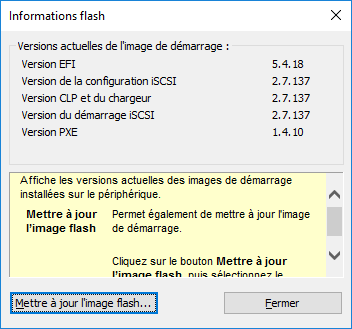 Informations flash
Versions actuelles de l'image de démarrage :
Version EFI 5.4.18
Version de la configuration iSCSI 2.7.137
Version CLP et du chargeur 2.7.137
Version du démarrage iSCSI 2.7.137
Version PXE 1.4.10
Affiche les versions actuelles des images de démarrage
installées sur le périphérique.
Mettre à jour Permet également de mettre à jour l'image
l'image flash de démarrage.
Cliquez sur le bouton Mettre à jour
l'image flash, puis sélectionnez le
Mettre à jour l'image flash... Fermer